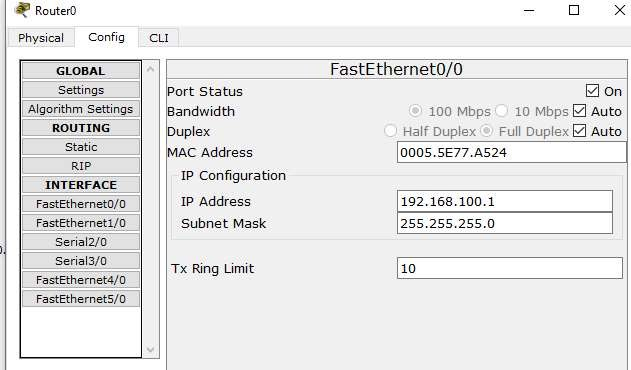 Router0
Physical Config CLI
GLOBAL
Settings
Algorithm Settings
ROUTING
Static
RIP
INTERFACE
FastEthernet0/0
FastEthernet1/0
Serial2/0
Serial3/0
FastEthernet4/0
FastEthernet5/0
FastEthernet0/0
Port Status On
Bandwidth 100 Mbps 10 Mbps Auto
Duplex Half Duplex Full Duplex Auto
MAC Address 0005.5E77.A524
IP Configuration
IP Address 192.168.100.1
Subnet Mask 255.255.255.0
Tx Ring Limit 10